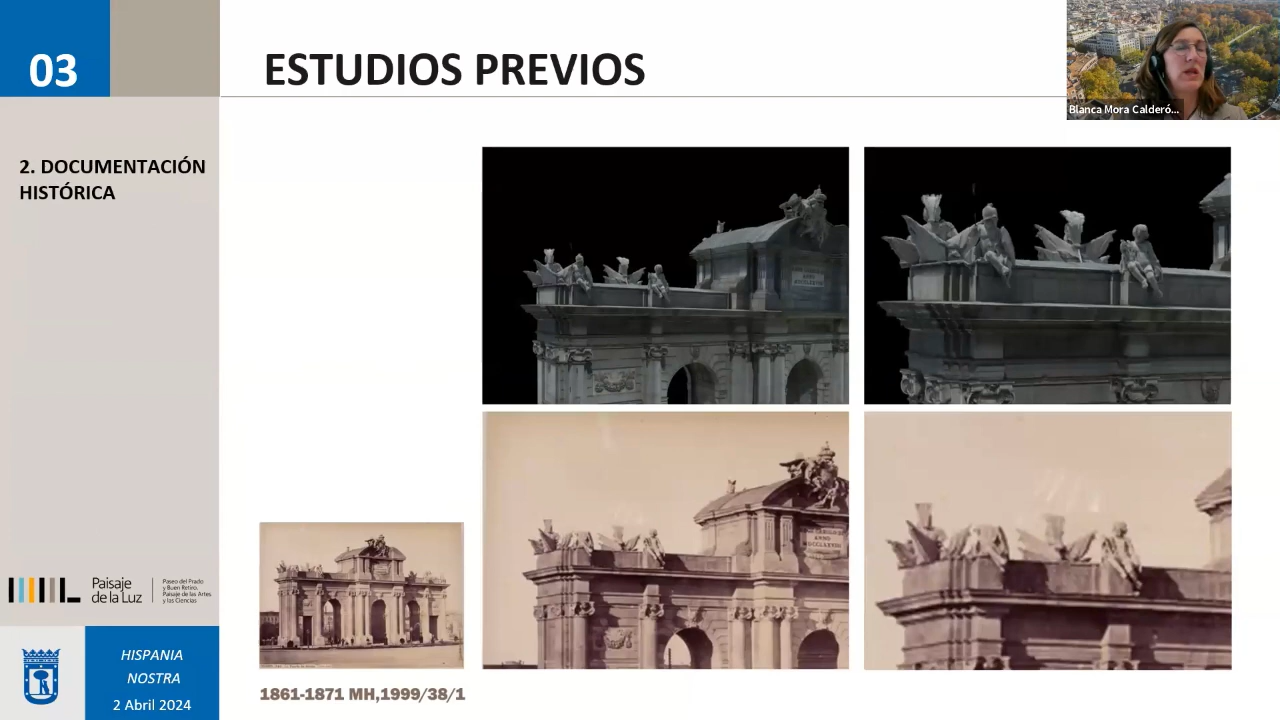 03
ESTUDIOS PREVIOS
Blanca Mora Calderó...
2. DOCUMENTACIÓN
HISTÓRICA
Paisaje
de la Luz
Paseo del Prado
y Buen Retiro.
Paisaje de las Artes
y las Ciencias
HISPANIA
NOSTRA
2 Abril 2024
1861-1871 MH,1999/38/1